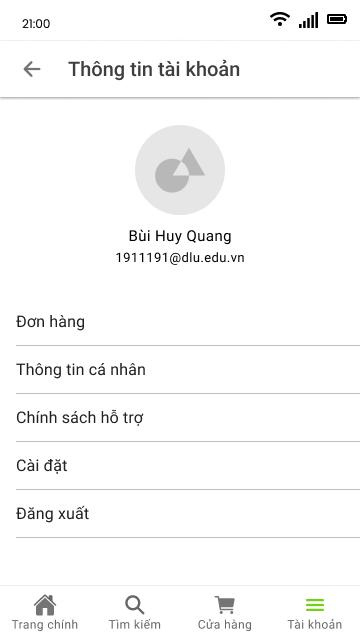 21:00
Thông tin tài khoản
Bùi Huy Quang
1911191@dlu.edu.vn
Đơn hàng
Thông tin cá nhân
Chính sách hỗ trợ
Cài đặt
Đăng xuất
Trang chính Tìm kiếm Cửa hàng Tài khoản